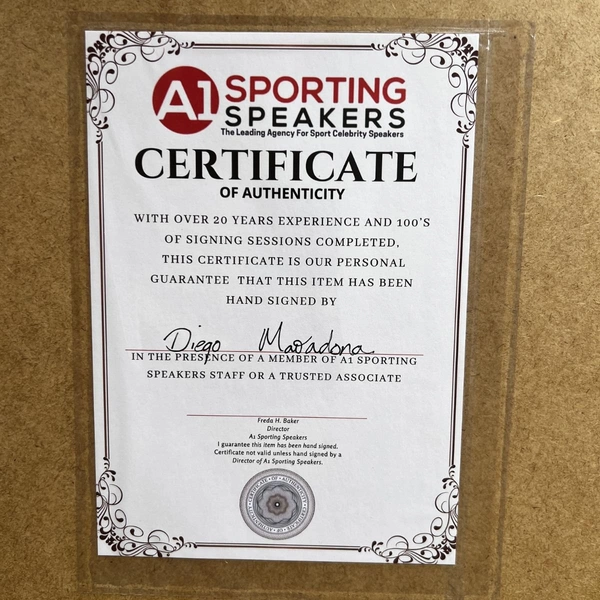 A1 SPORTING
SPEAKERS
The Leading Agency For Sport Celebrity Speakers
CERTIFICATE
OF AUTHENTICITY
WITH OVER 20 YEARS EXPERIENCE AND 100'S
OF SIGNING SESSIONS COMPLETED,
THIS CERTIFICATE IS OUR PERSONAL
GUARANTEE THAT THIS ITEM HAS BEEN
HAND SIGNED BY
Diego Maradona
IN THE PRESENCE OF A MEMBER OF A1 SPORTING
SPEAKERS STAFF OR A TRUSTED ASSOCIATE
Freda H. Baker
Director
A1 Sporting Speakers
I guarantee this item has been hand signed.
Certificate not valid unless hand signed by a
Director of A1 Sporting Speakers.